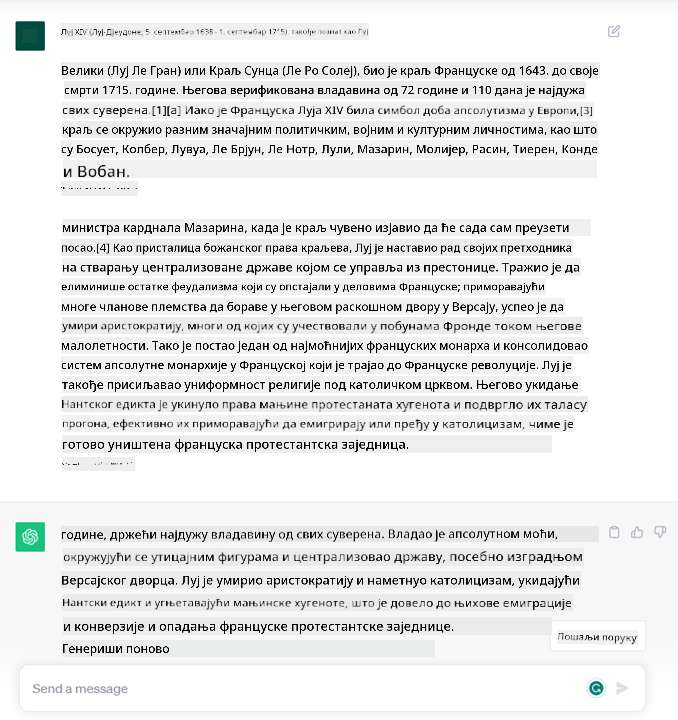 Луј XIV (Луј-Дјеудоне; 5. септембар 1638 - 1. септембар 1715), такође познат као Луј
Велики (Луј Ле Гран) или Краљ Сунца (Ле Ро Солеј), био је краљ Француске од 1643. до своје
смрти 1715. године. Његова верификована владавина од 72 године и 110 дана је најдужа
свих суверена.[1][а] Иако је Француска Луја XIV била симбол доба апсолутизма у Европи,[3]
краљ се окружио разним значајним политичким, војним и културним личностима, као што
су Босует, Колбер, Лувуа, Ле Брјун, Ле Нотр, Лули, Мазарин, Молијер, Расин, Тиерен, Конде
и Вобан.
министра карднала Мазарина, када је краљ чувено изјавио да ће сада сам преузети
посао.[4] Као присталица божанског права краљева, Луј је наставио рад својих претходника
на стварању централизоване државе којом се управља из престонице. Тражио је да
елиминише остатке феудализма који су опстајали у деловима Француске; приморавајући
многе чланове племства да бораве у његовом раскошном двору у Версају, успео је да
умири аристократију, многи од којих су учествовали у побунама Фронде током његове
малолетности. Тако је постао један од најмоћнијих француских монарха и консолидовао
систем апсолутне монархије у Француској који је трајао до Француске револуције. Луј је
такође присиљавао униформност религије под католичком црквом. Његово укидање
Нантског едикта је укинуло права мањине протестаната хугенота и подвргло их таласу
прогона, ефективно их приморавајући да емигрирају или пређу у католицизам, чиме је
готово уништена француска протестантска заједница.
године, држећи најдужу владавину од свих суверена. Владао је апсолутном моћи,
окружујући се утицајним фигурама и централизовао државу, посебно изградњом
Версајског дворца. Луј је умирио аристократију и наметнуо католицизам, укидајући
Нантски едикт и угњетавајући мањинске хугеноте, што је довело до њихове емиграције
и конверзије и опадања француске протестантске заједнице.
Пошаљи поруку
Генериши поново
Send a message